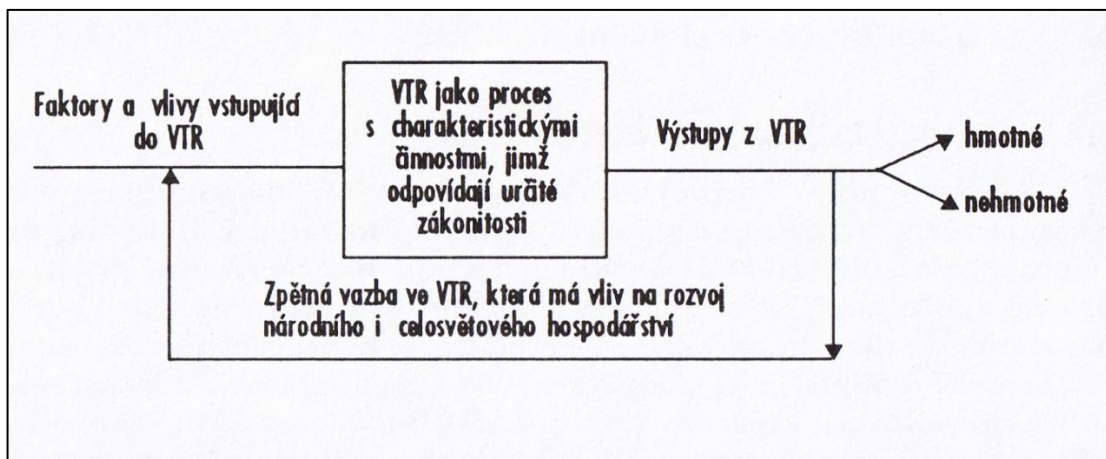 Faktory a vlivy vstupující
do VTR
VTR jako proces
s charakteristickými
činnostmi, jimž
odpovídají určité
zákonitosti
Výstupy z VTR
hmotné
nehmotné
Zpětná vazba ve VTR, která má vliv na rozvoj
národního i celosvětového hospodářství